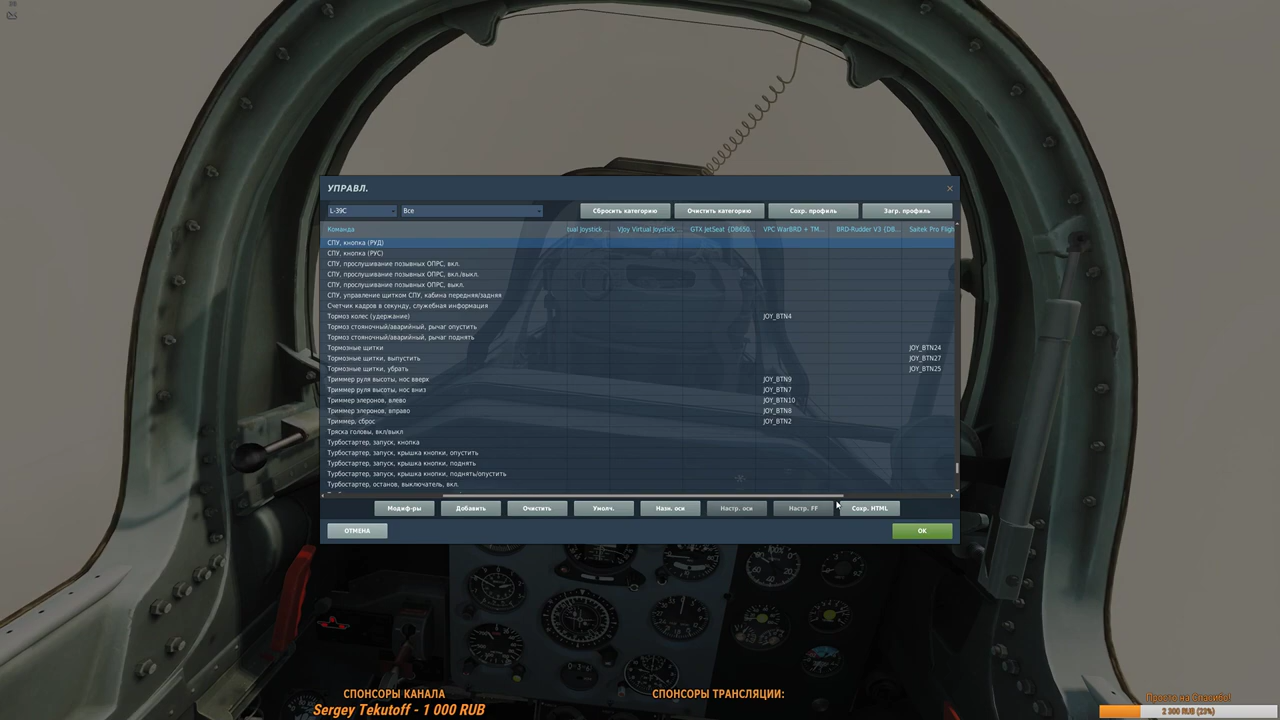 УПРАВЛ.
L-39C
Все
Сбросить категорию
Очистить категорию
Сохр. профиль
Загр. профиль
Команда
tual Joystick ...
VJoy Virtual Joystick ...
GTX JetSeat {DB650...
VPC WarBRD + TM...
BRD-Rudder V3 {DB...
Saitek Pro Fligh
СПУ, кнопка (РУД)
СПУ, кнопка (РУС)
СПУ, прослушивание позывных ОПРС, вкл.
СПУ, прослушивание позывных ОПРС, вкл./выкл.
СПУ, прослушивание позывных ОПРС, выкл.
СПУ, управление щитком СПУ, кабина передняя/задняя
Счетчик кадров в секунду, служебная информация
Тормоз колес (удержание) JOY_BTN4
Тормоз стояночный/аварийный, рычаг опустить
Тормоз стояночный/аварийный, рычаг поднять
Тормозные щитки JOY_BTN24
Тормозные щитки, выпустить JOY_BTN27
Тормозные щитки, убрать JOY_BTN25
Триммер руля высоты, нос вверх JOY_BTN9
Триммер руля высоты, нос вниз JOY_BTN7
Триммер элеронов, влево JOY_BTN10
Триммер элеронов, вправо JOY_BTN8
Триммер, сброс JOY_BTN2
Тряска головы, вкл/выкл
Турбостартер, запуск, кнопка
Турбостартер, запуск, крышка кнопки, опустить
Турбостартер, запуск, крышка кнопки, поднять
Турбостартер, запуск, крышка кнопки, поднять/опустить
Турбостартер, останов, выключатель, вкл.
Модиф-ры
Добавить
Очистить
Умолч.
Назн. оси
Настр. оси
Настр. FF
Сохр. HTML
ОТМЕНА
OK
СПОНСОРЫ КАНАЛА
Sergey Tekutoff - 1 000 RUB
СПОНСОРЫ ТРАНСЛЯЦИИ:
Просто на Спасибо!
2 300 RUB (23%)